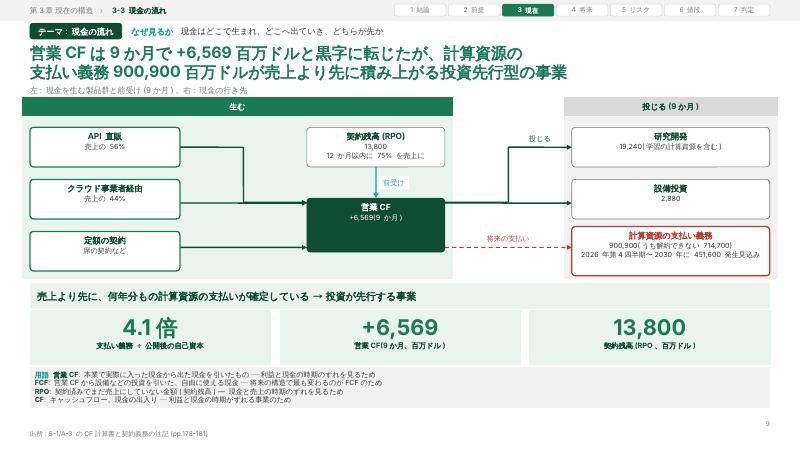 第 3 章 現在の構造 › 3-3 現金の流れ
1 結論 2 前提 3 現在 4 将来 5 リスク 6 値段 7 判定
テーマ：現金の流れ なぜ見るか 現金はどこで生まれ、どこへ出ていき、どちらが先か
営業 CF は 9 か月で +6,569 百万ドルと黒字に転じたが、計算資源の
支払い義務 900,900 百万ドルが売上より先に積み上がる投資先行型の事業
左：現金を生む製品群と前受け (9 か月) 。右：現金の行き先
生む
投じる (9 か月)
API 直販
売上の 56%
クラウド事業者経由
売上の 44%
定額の契約
席の契約など
契約残高 (RPO)
13,800
12 か月以内に 75% を売上に
前受け
営業 CF
+6,569(9 か月)
投じる
将来の支払い
研究開発
19,240(学習の計算資源を含む)
設備投資
2,880
計算資源の支払い義務
900,900(うち解約できない 714,700)
2026 年第 4 四半期〜 2030 年に 451,600 発生見込み
売上より先に、何年分もの計算資源の支払いが確定している → 投資が先行する事業
4.1 倍
支払い義務 ÷ 公開後の自己資本
+6,569
営業 CF(9 か月、百万ドル)
13,800
契約残高 (RPO 、百万ドル)
用語 営業 CF: 本業で実際に入った現金から出た現金を引いたもの — 利益と現金の時期のずれを見るため
FCF: 営業 CF から設備などの投資を引いた、自由に使える現金 — 将来の構造で最も変わるのが FCF のため
RPO: 契約済みでまだ売上にしていない金額 (契約残高) — 現金と売上の時期のずれを見るため
CF: キャッシュフロー。現金の出入り — 利益と現金の時期がずれる事業のため
9
出所：S-1/A-3 の CF 計算書と契約義務の注記 (pp.178-181)